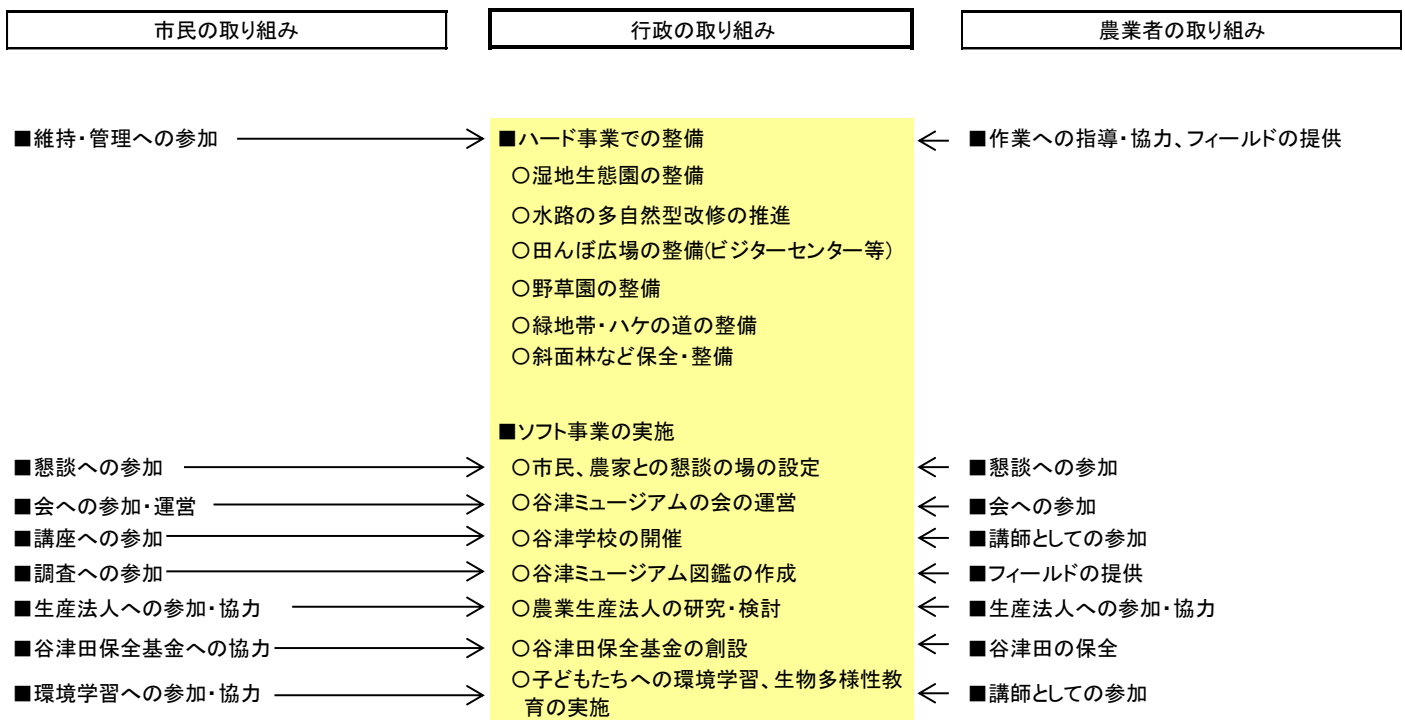 市民の取り組み
行政の取り組み
農業者の取り組み
■維持・管理への参加
■ハード事業での整備
■作業への指導・協力、フィールドの提供
○湿地生態園の整備
○水路の多自然型改修の推進
○田んぼ広場の整備(ビジターセンター等)
○野草園の整備
○緑地帯・ハケの道の整備
○斜面林など保全・整備
■ソフト事業の実施
■懇談への参加
○市民、農家との懇談の場の設定
■懇談への参加
■会への参加・運営
○谷津ミュージアムの会の運営
■会への参加
■講座への参加
○谷津学校の開催
■講師としての参加
■調査への参加
○谷津ミュージアム図鑑の作成
■フィールドの提供
■生産法人への参加・協力
○農業生産法人の研究・検討
■生産法人への参加・協力
■谷津田保全基金への協力
○谷津田保全基金の創設
■谷津田の保全
■環境学習への参加・協力
○子どもたちへの環境学習、生物多様性教
育の実施
■講師としての参加